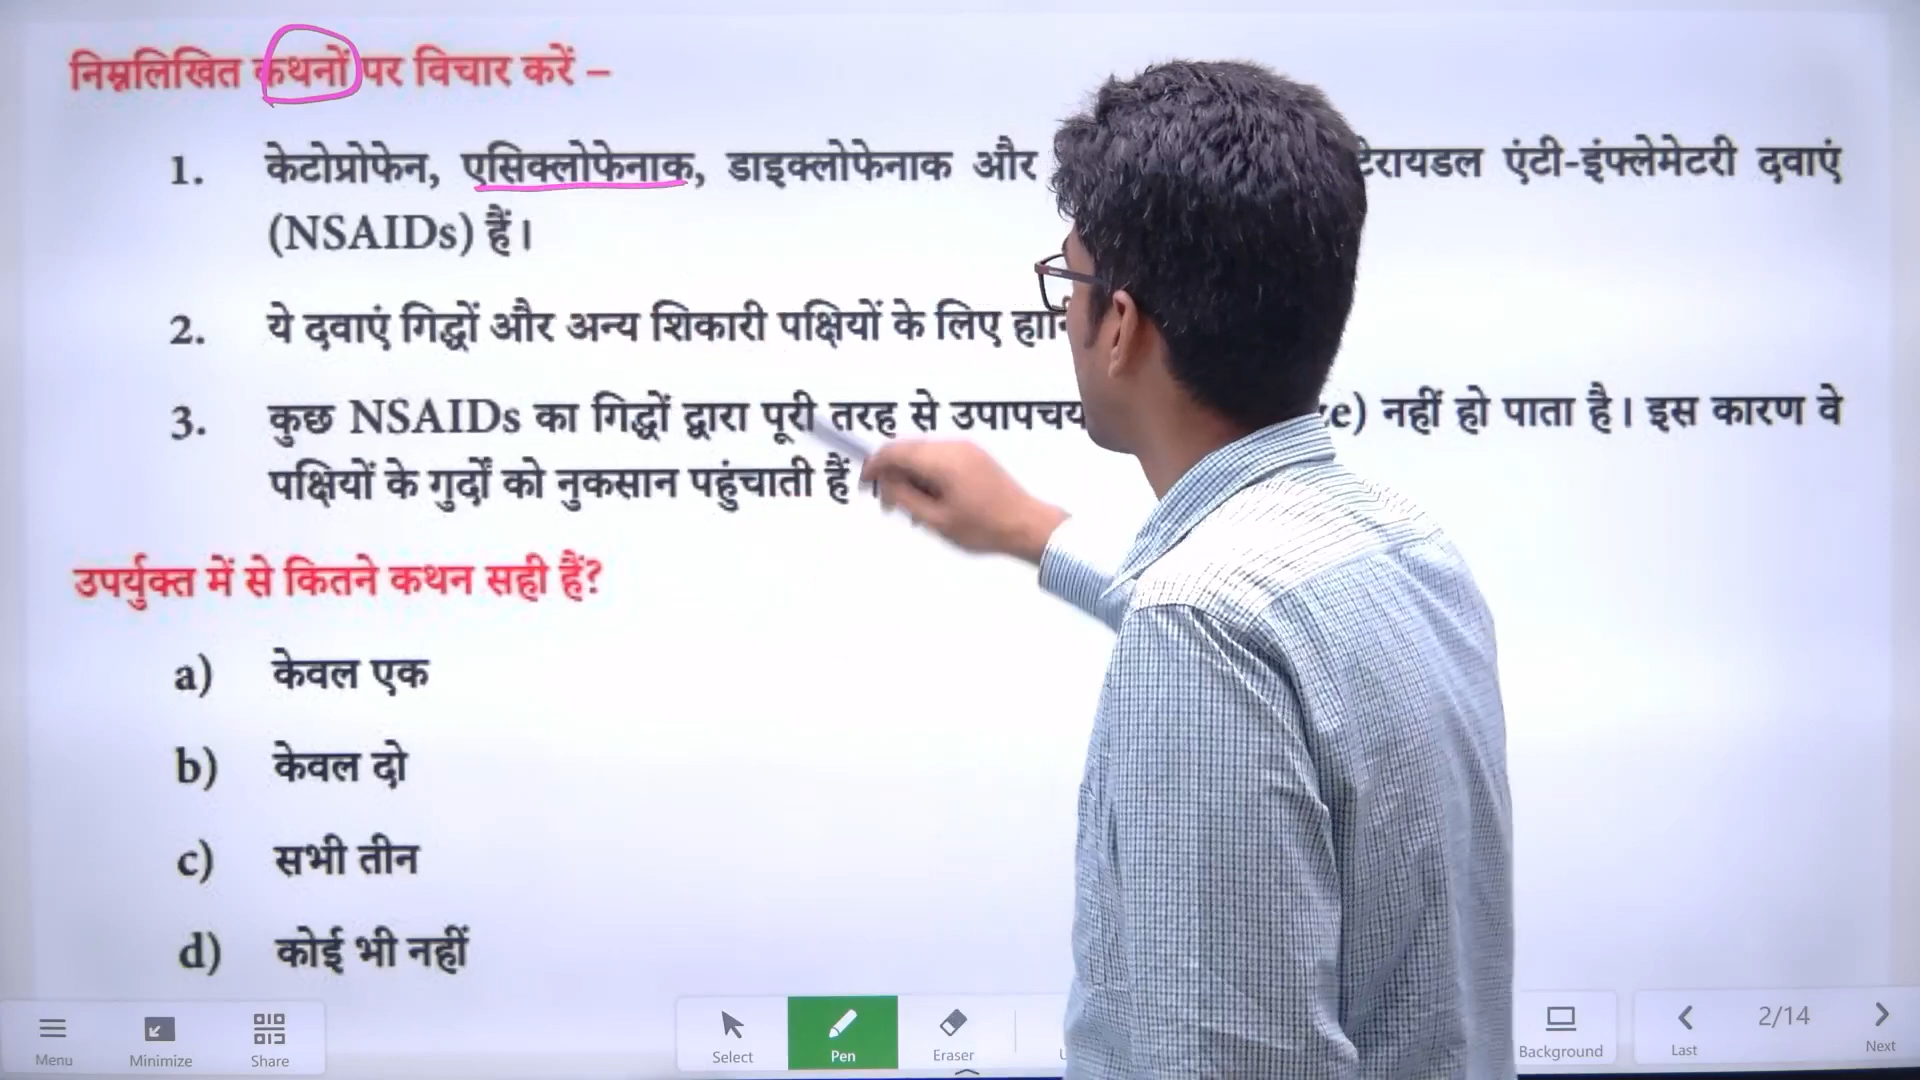 निम्नलिखित कथनों पर विचार करें –
1. केटोप्रोफेन, एसिक्लोफेनाक, डाइक्लोफेनाक और एंटी-इंफ्लेमेटरी दवाएं
(NSAIDs) हैं।
2. ये दवाएं गिद्धों और अन्य शिकारी पक्षियों के लिए
3. कुछ NSAIDs का गिद्धों द्वारा पूरी तरह से उपापचय नहीं हो पाता है। इस कारण वे
पक्षियों के गुर्दों को नुकसान पहुंचाती हैं
उपर्युक्त में से कितने कथन सही हैं?
a) केवल एक
b) केवल दो
c) सभी तीन
d) कोई भी नहीं
Menu Minimize Share Select Pen Eraser Background Last 2/14 Next